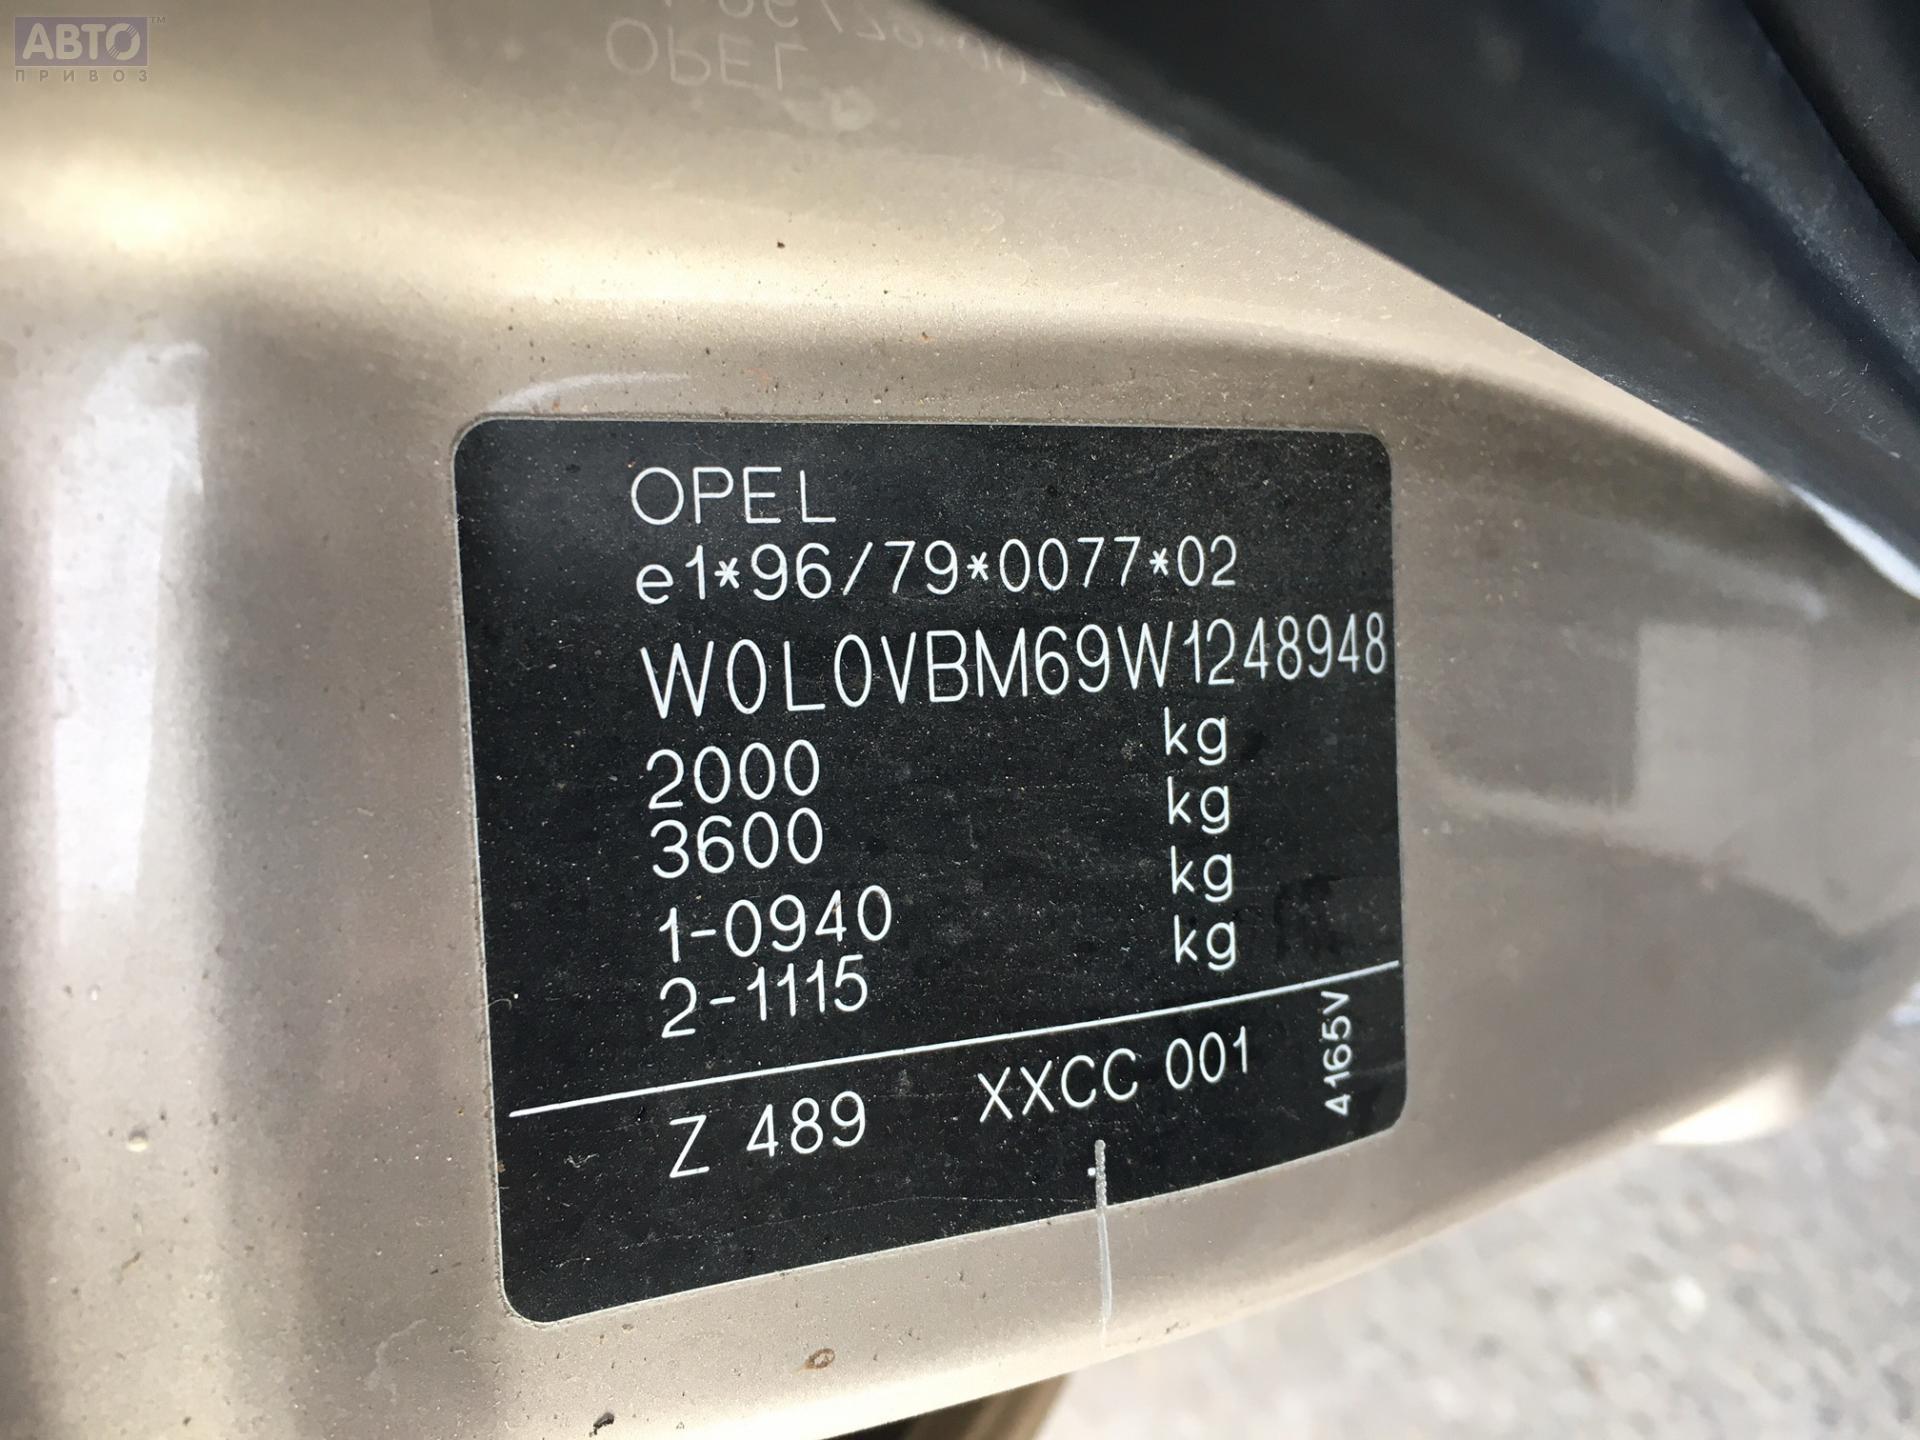 АВТО™
ПРИВОЗ
OPEL
e1*96/79*0077*02
W0L0VBM69W1248948
2000 kg
3600 kg
1-0940 kg
2-1115 kg
Z 489 XXCC 001
4165V